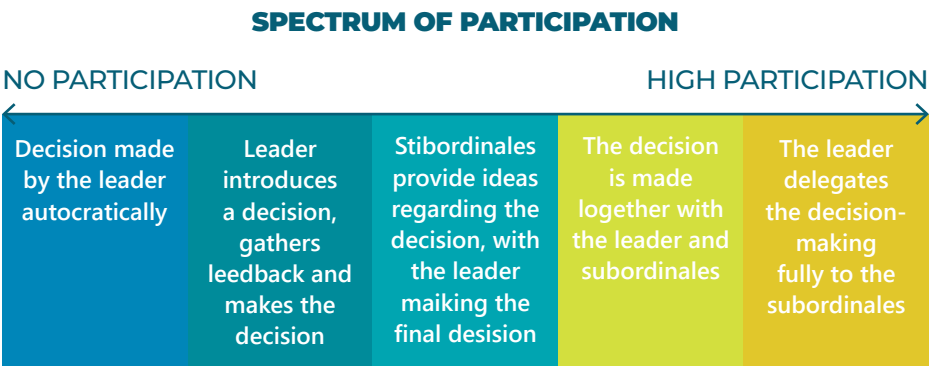 SPECTRUM OF PARTICIPATION
NO PARTICIPATION
HIGH PARTICIPATION
Decision made
by the leader
autocratically
Leader
introduces
a decision,
gathers
leedback and
makes the
decision
Stibordinales
provide ideas
regarding the
decision, with
the leader
maiking the
final desision
The decision
is made
logether with
the leader and
subordinales
The leader
delegates
the decision-
making
fully to the
subordinales